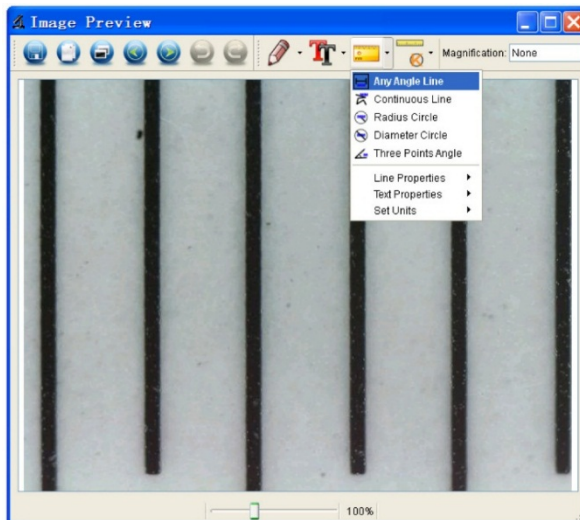 Image Preview
TT
Magnification: None
Any Angle Line
Continuous Line
Radius Circle
Diameter Circle
Three Points Angle
Line Properties
Text Properties
Set Units
100%